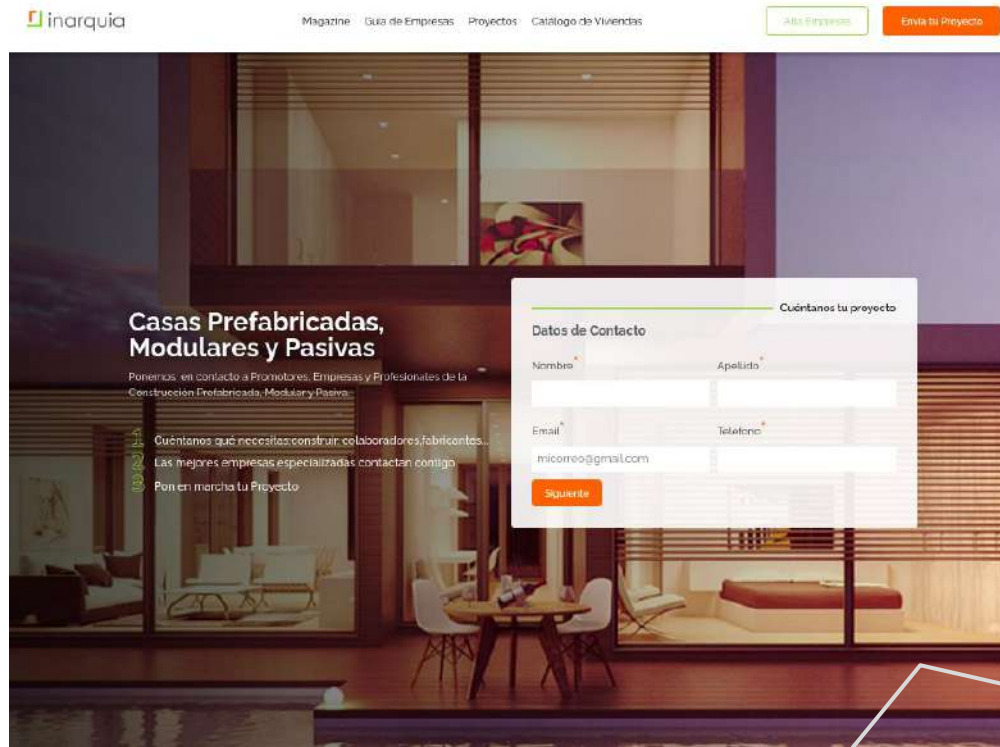 inarquia
Magazine Guía de Empresas Proyectos Catálogo de Viviendas
Alta Empresas
Envía tu Proyecto
Casas Prefabricadas,
Modulares y Pasivas
Ponemos en contacto a Promotores, Empresas y Profesionales de la
Construcción Prefabricada, Modular y Pasiva.
1 Cuéntanos qué necesitas:construir, colaboradores,fabricantes...
2 Las mejores empresas especializadas contactan contigo
3 Pon en marcha tu Proyecto
Cuéntanos tu proyecto
Datos de Contacto
Nombre* Apellido*
Email* Teléfono*
micorreo@gmail.com
Siguiente